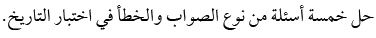 حل خمسة أسئلة من نوع الصواب والخطأ في اختبار التاريخ.